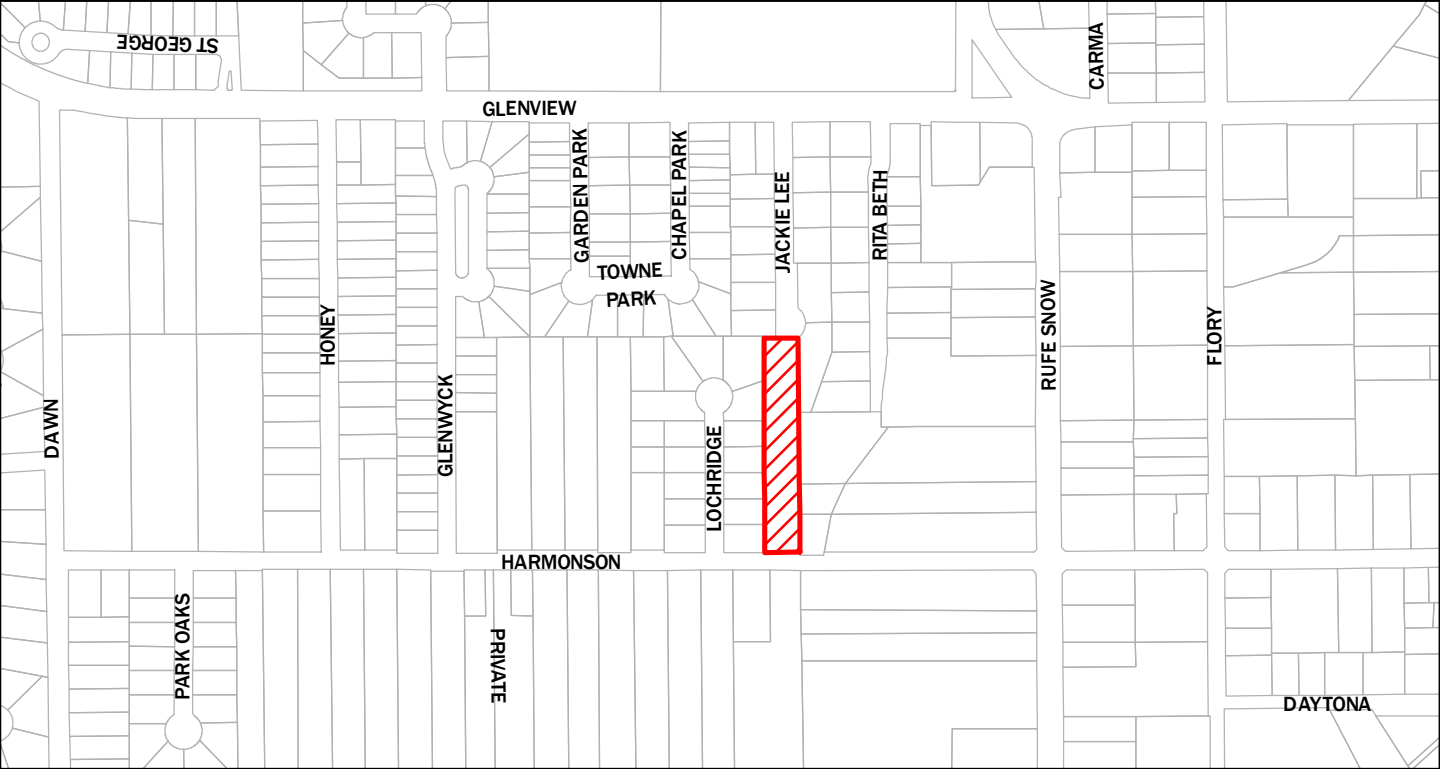 ST GEORGE
CARMA
GLENVIEW
GARDEN PARK
CHAPEL PARK
JACKIE LEE
RITA BETH
TOWNE
PARK
HONEY
RUFE SNOW
FLORY
DAWN
GLENWYCK
LOCHRIDGE
HARMONSON
PARK OAKS
PRIVATE
DAYTONA